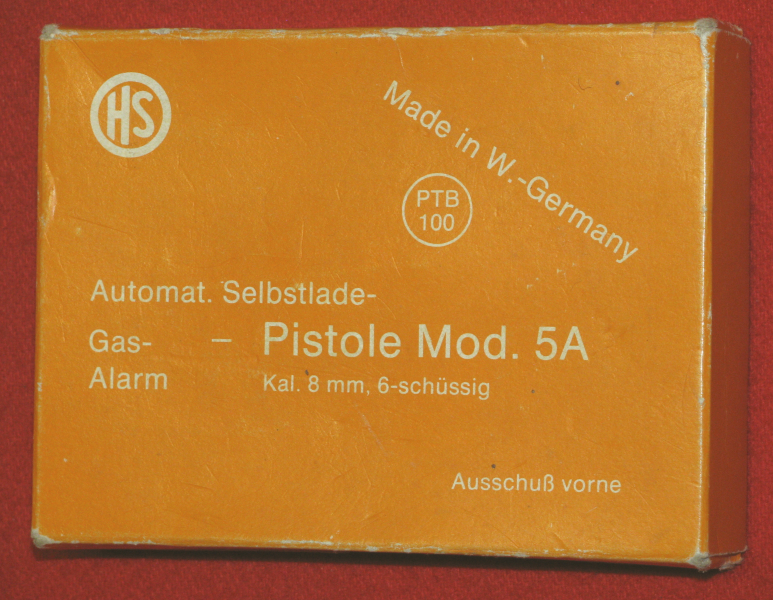 HS
Made in W.-Germany
PTB
100
Automat. Selbstlade-
Gas- – Pistole Mod. 5A
Alarm Kal. 8 mm, 6-schüssig
Ausschuß vorne